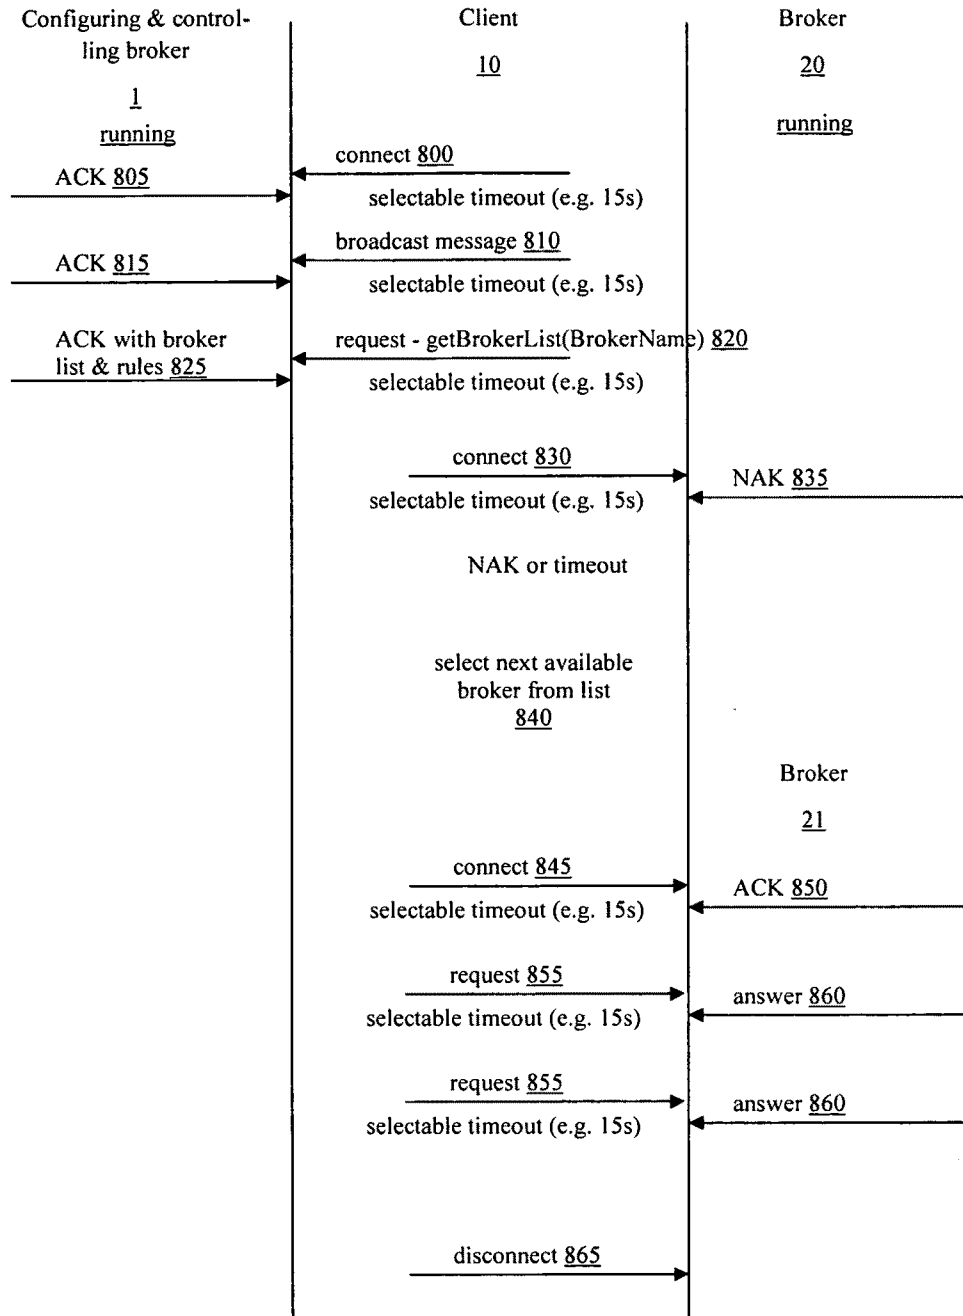 Configuring & control-
ling broker
1
running
Client
10
Broker
20
running
connect 800
ACK 805
selectable timeout (e.g. 15s)
broadcast message 810
ACK 815
selectable timeout (e.g. 15s)
ACK with broker
list & rules 825
request - getBrokerList(BrokerName) 820
selectable timeout (e.g. 15s)
connect 830
NAK 835
selectable timeout (e.g. 15s)
NAK or timeout
select next available
broker from list
840
Broker
21
connect 845
ACK 850
selectable timeout (e.g. 15s)
request 855
answer 860
selectable timeout (e.g. 15s)
request 855
answer 860
selectable timeout (e.g. 15s)
disconnect 865